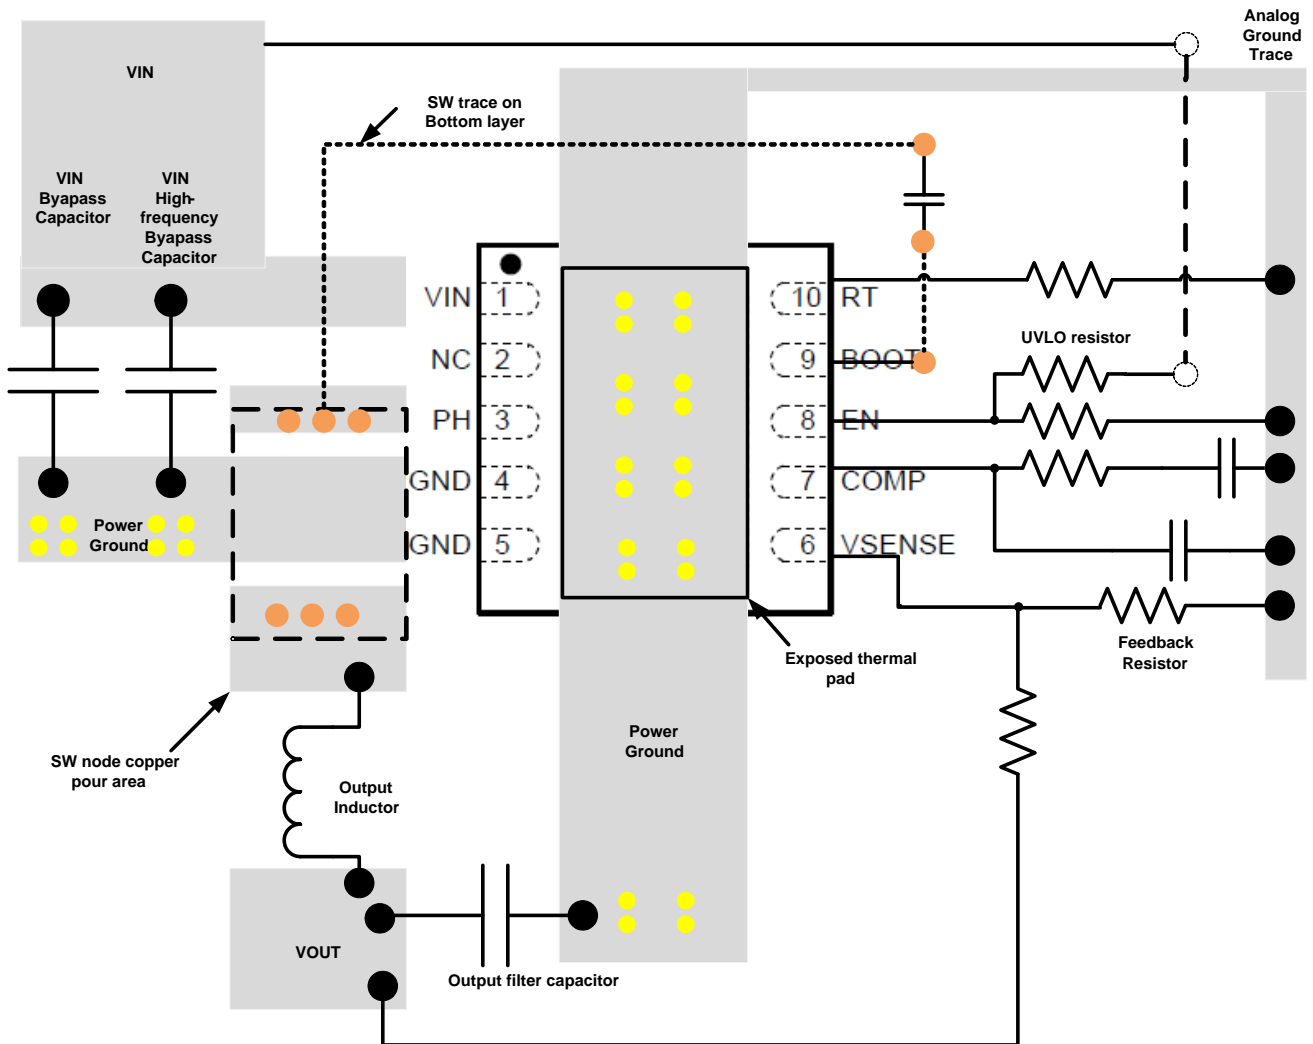 Analog
Ground
Trace
VIN
SW trace on
Bottom layer
VIN
Byapass
Capacitor
VIN
High-
frequency
Byapass
Capacitor
VIN 1
NC 2
PH 3
GND 4
GND 5
10 RT
9 BOOT
8 EN
7 COMP
6 VSENSE
UVLO resistor
Power
Ground
Exposed thermal
pad
Feedback
Resistor
SW node copper
pour area
Output
Inductor
Power
Ground
VOUT
Output filter capacitor